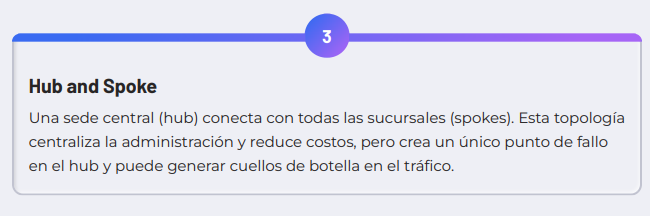 3
Hub and Spoke
Una sede central (hub) conecta con todas las sucursales (spokes). Esta topología
centraliza la administración y reduce costos, pero crea un único punto de fallo
en el hub y puede generar cuellos de botella en el tráfico.